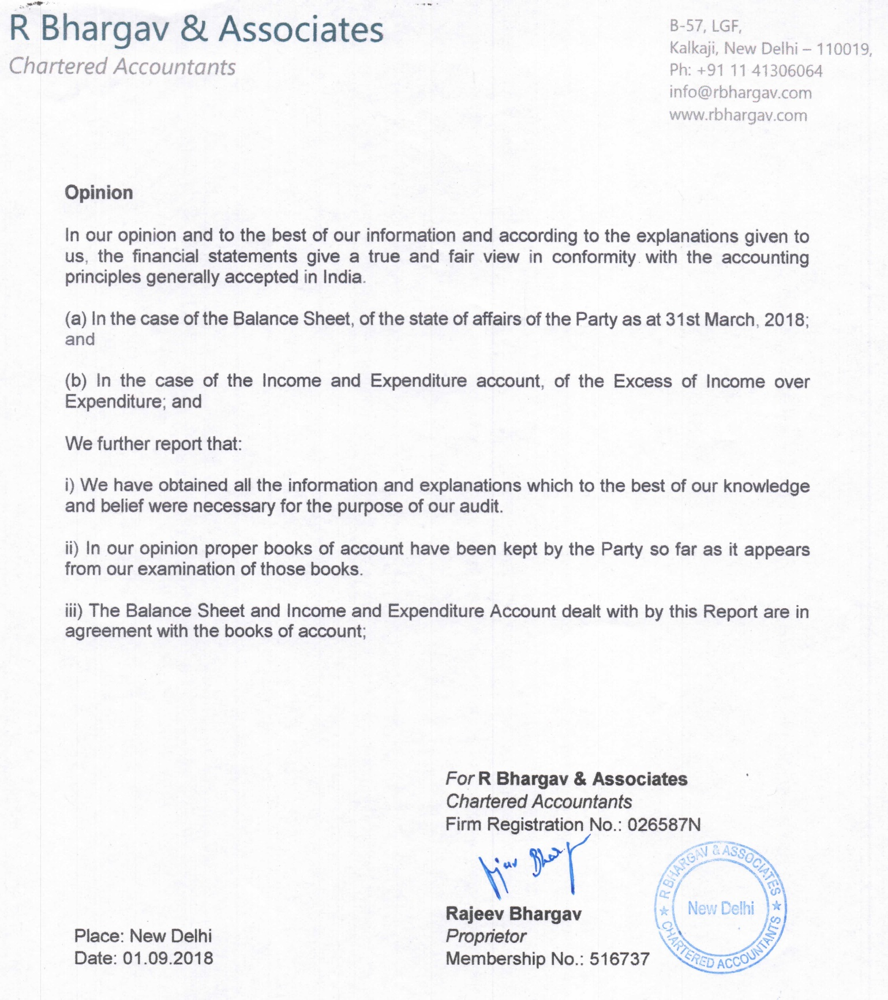 R Bhargav & Associates
Chartered Accountants
B-57, LGF,
Kalkaji, New Delhi – 110019,
Ph: +91 11 41306064
info@rbhargav.com
www.rbhargav.com
Opinion
In our opinion and to the best of our information and according to the explanations given to
us, the financial statements give a true and fair view in conformity with the accounting
principles generally accepted in India.
(a) In the case of the Balance Sheet, of the state of affairs of the Party as at 31st March, 2018;
and
(b) In the case of the Income and Expenditure account, of the Excess of Income over
Expenditure; and
We further report that:
i) We have obtained all the information and explanations which to the best of our knowledge
and belief were necessary for the purpose of our audit.
ii) In our opinion proper books of account have been kept by the Party so far as it appears
from our examination of those books.
iii) The Balance Sheet and Income and Expenditure Account dealt with by this Report are in
agreement with the books of account;
For R Bhargav & Associates
Chartered Accountants
Firm Registration No.: 026587N
Rajeev Bhargav
Proprietor
Membership No.: 516737
R BHARGAV & ASSOCIATES
New Delhi
★ CHARTERED ACCOUNTANTS ★
Place: New Delhi
Date: 01.09.2018